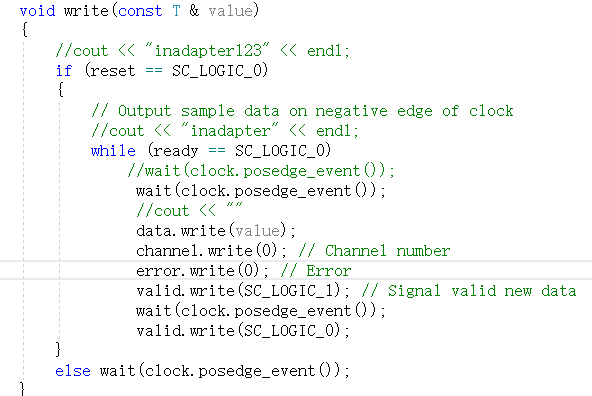 void write(const T & value)
{
//cout << "inadapter123" << endl;
if (reset == SC_LOGIC_0)
{
// Output sample data on negative edge of clock
//cout << "inadapter" << endl;
while (ready == SC_LOGIC_0)
//wait(clock.posedge_event());
wait(clock.posedge_event());
//cout << ""
data.write(value);
channel.write(0); // Channel number
error.write(0); // Error
valid.write(SC_LOGIC_1); // Signal valid new data
wait(clock.posedge_event());
valid.write(SC_LOGIC_0);
}
else wait(clock.posedge_event());
}